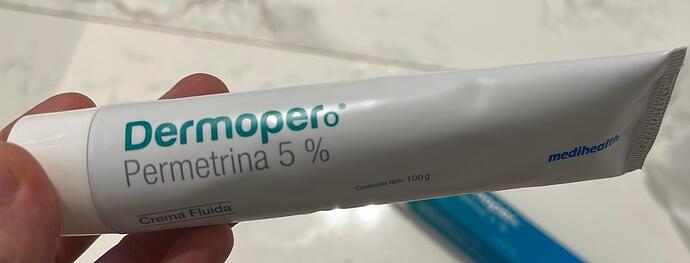 Dermopero®
Permetrina 5 %
Crema Fluida
Contenido Neto: 100 g
medihealth